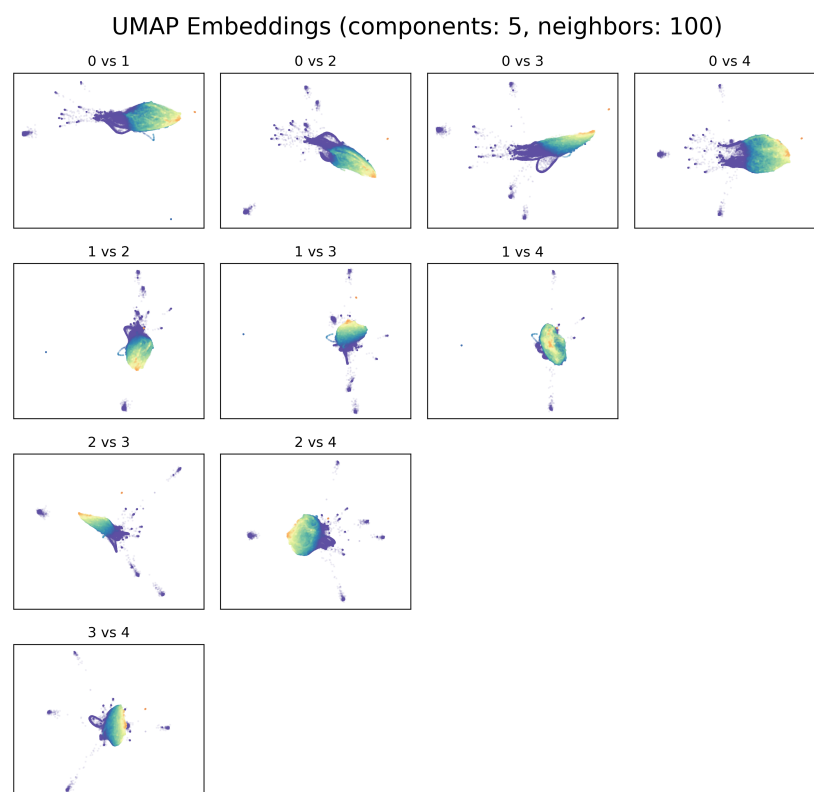 UMAP Embeddings (components: 5, neighbors: 100)
0 vs 1
0 vs 2
0 vs 3
0 vs 4
1 vs 2
1 vs 3
1 vs 4
2 vs 3
2 vs 4
3 vs 4